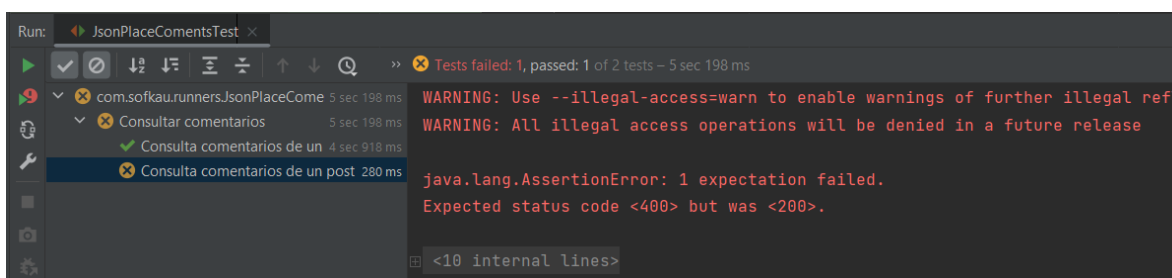 Run: JsonPlaceComentsTest
Tests failed: 1, passed: 1 of 2 tests – 5 sec 198 ms
com.sofkau.runners.JsonPlaceCome 5 sec 198 ms
Consultar comentarios 5 sec 198 ms
Consulta comentarios de un 4 sec 918 ms
Consulta comentarios de un post 280 ms
WARNING: Use --illegal-access=warn to enable warnings of further illegal ref
WARNING: All illegal access operations will be denied in a future release
java.lang.AssertionError: 1 expectation failed.
Expected status code <400> but was <200>.
<10 internal lines>